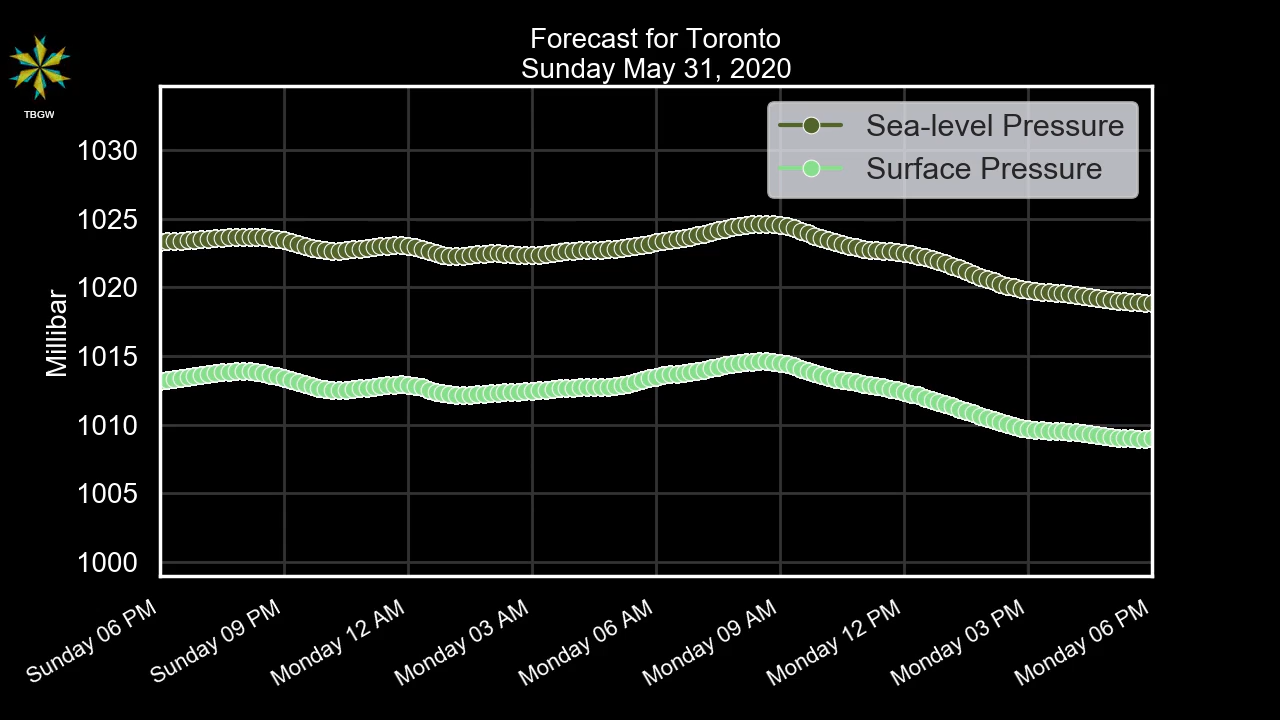 Forecast for Toronto
Sunday May 31, 2020
TBGW
Sea-level Pressure
Surface Pressure
Millibar
1030
1025
1020
1015
1010
1005
1000
Sunday 06 PM
Sunday 09 PM
Monday 12 AM
Monday 03 AM
Monday 06 AM
Monday 09 AM
Monday 12 PM
Monday 03 PM
Monday 06 PM